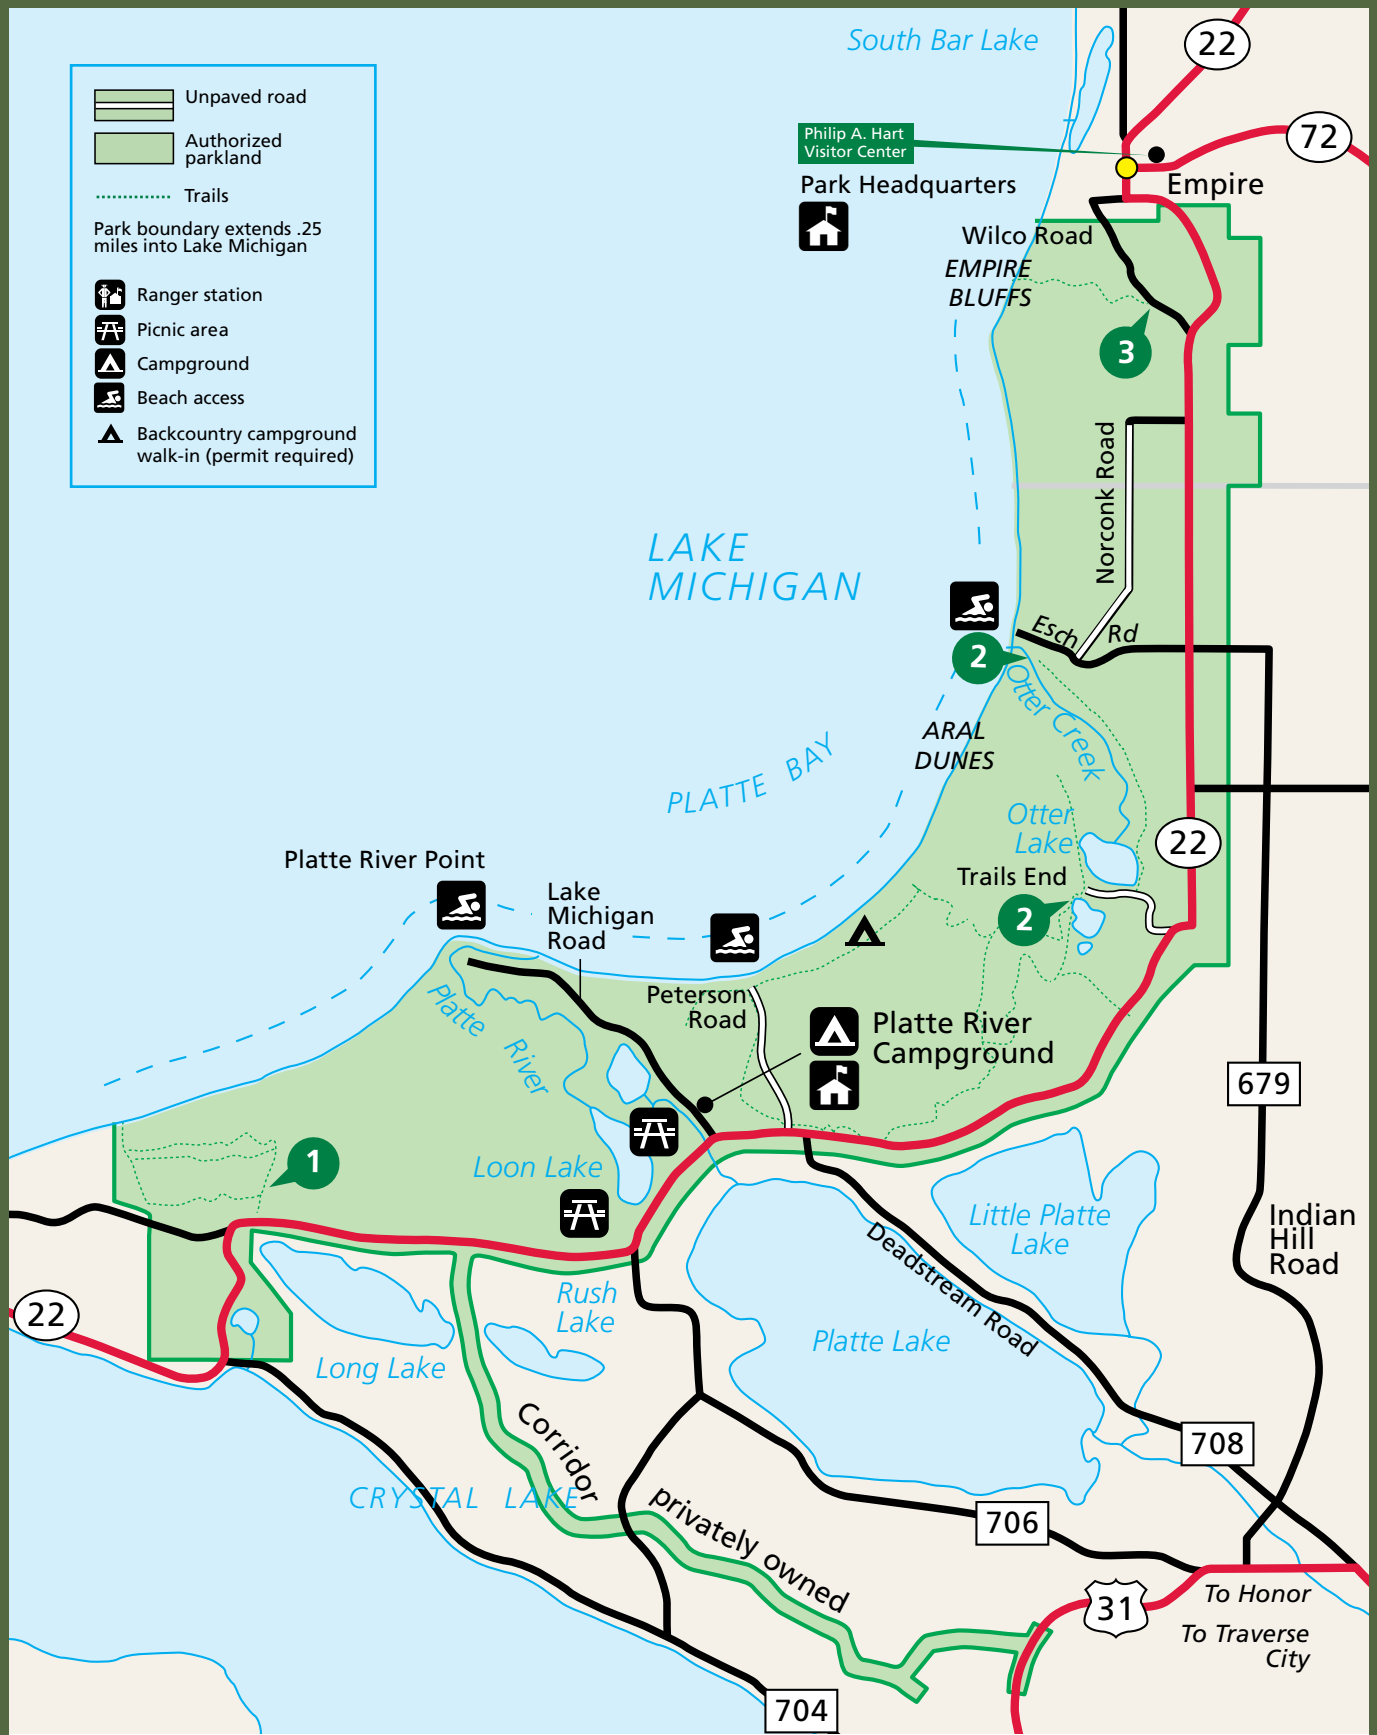 South Bar Lake
22
72
Philip A. Hart
Visitor Center
Park Headquarters
Empire
Unpaved road
Authorized
parkland
Trails
Park boundary extends .25
miles into Lake Michigan
Ranger station
Picnic area
Campground
Beach access
Backcountry campground
walk-in (permit required)
Wilco Road
EMPIRE
BLUFFS
3
Norconk Road
LAKE
MICHIGAN
Esch Rd
2
Otter Creek
ARAL
DUNES
PLATTE BAY
Otter
Lake
22
Trails End
2
Platte River Point
Lake
Michigan
Road
Platte River
Peterson
Road
Platte River
Campground
679
1
Loon Lake
Little Platte
Lake
Indian
Hill
Road
Deadstream Road
22
Rush
Lake
Long Lake
Platte Lake
Corridor
privately owned
CRYSTAL LAKE
708
706
31
To Honor
To Traverse
City
704